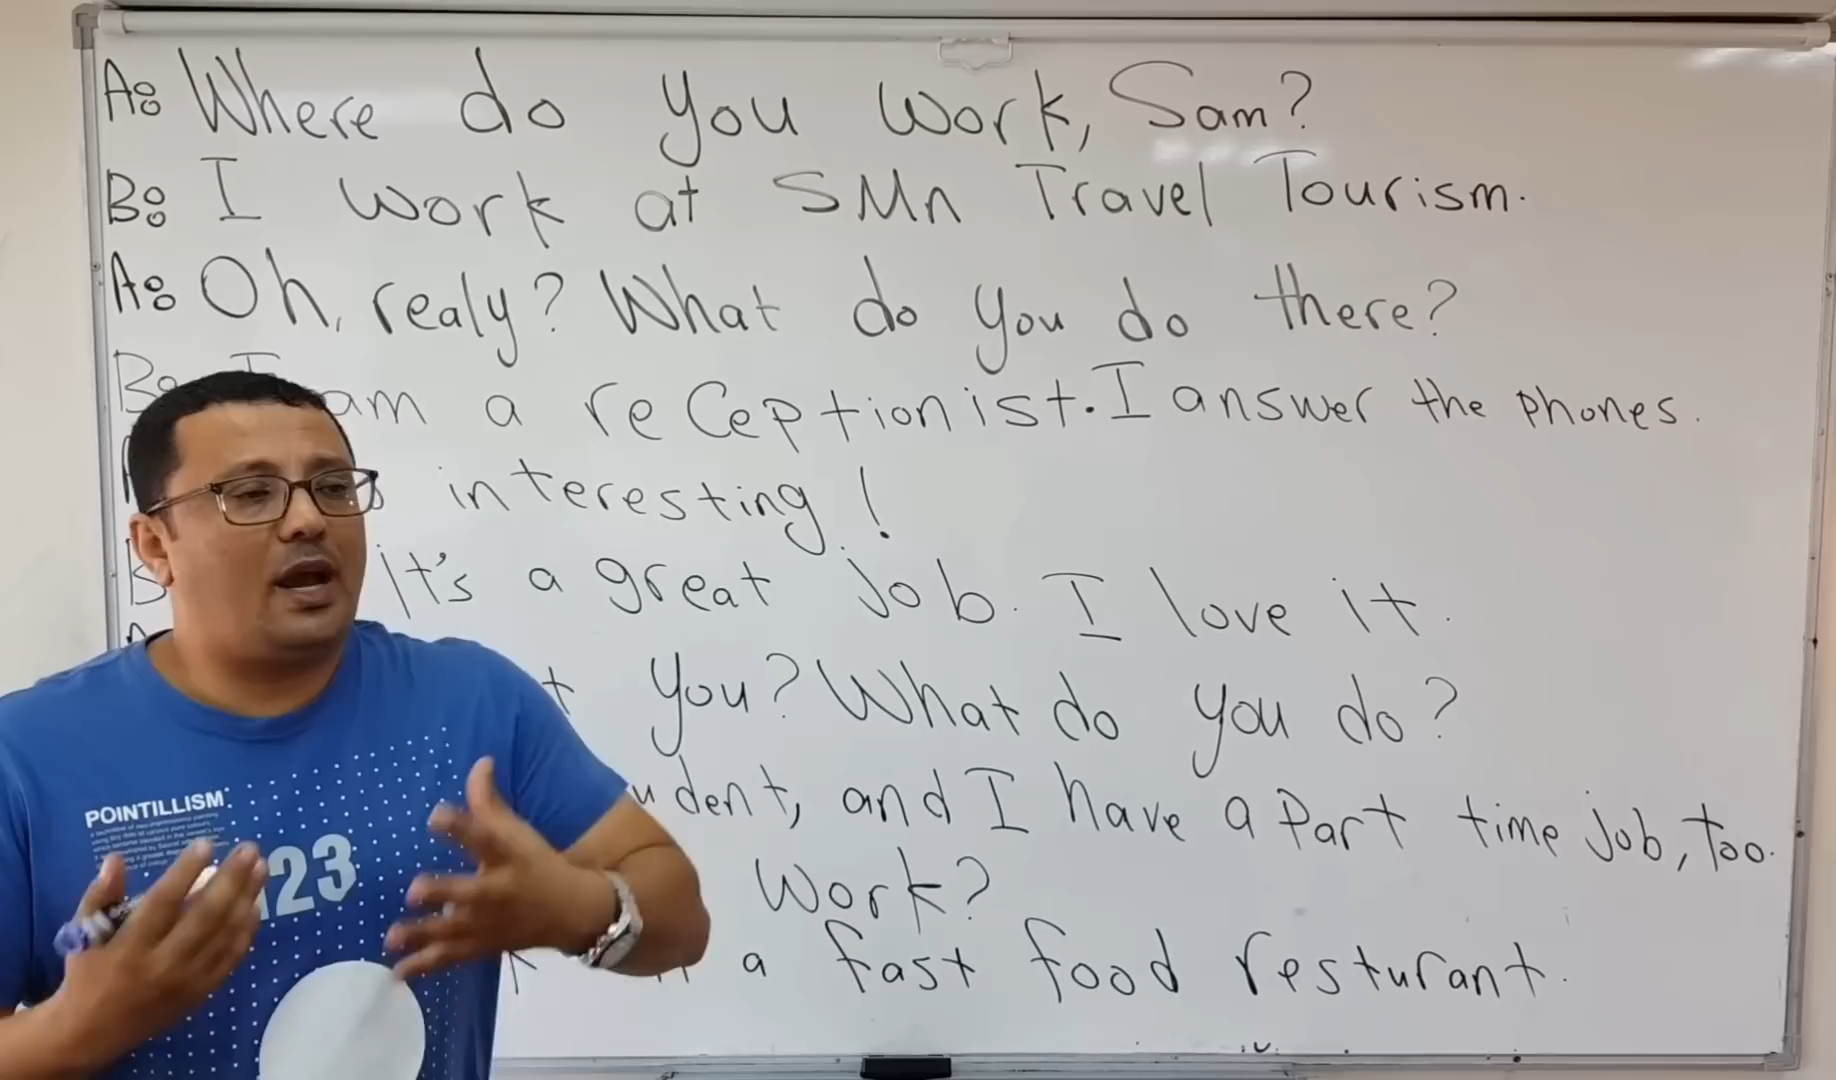 A: Where do you work, Sam?
B: I work at SMn Travel Tourism.
A: Oh, realy? What do you do there?
B: I am a receptionist. I answer the phones.
interesting!
It's a great job. I love it.
you? What do you do?
and I have a Part time job, too.
Work?
a fast food resturant.
POINTILLISM
123